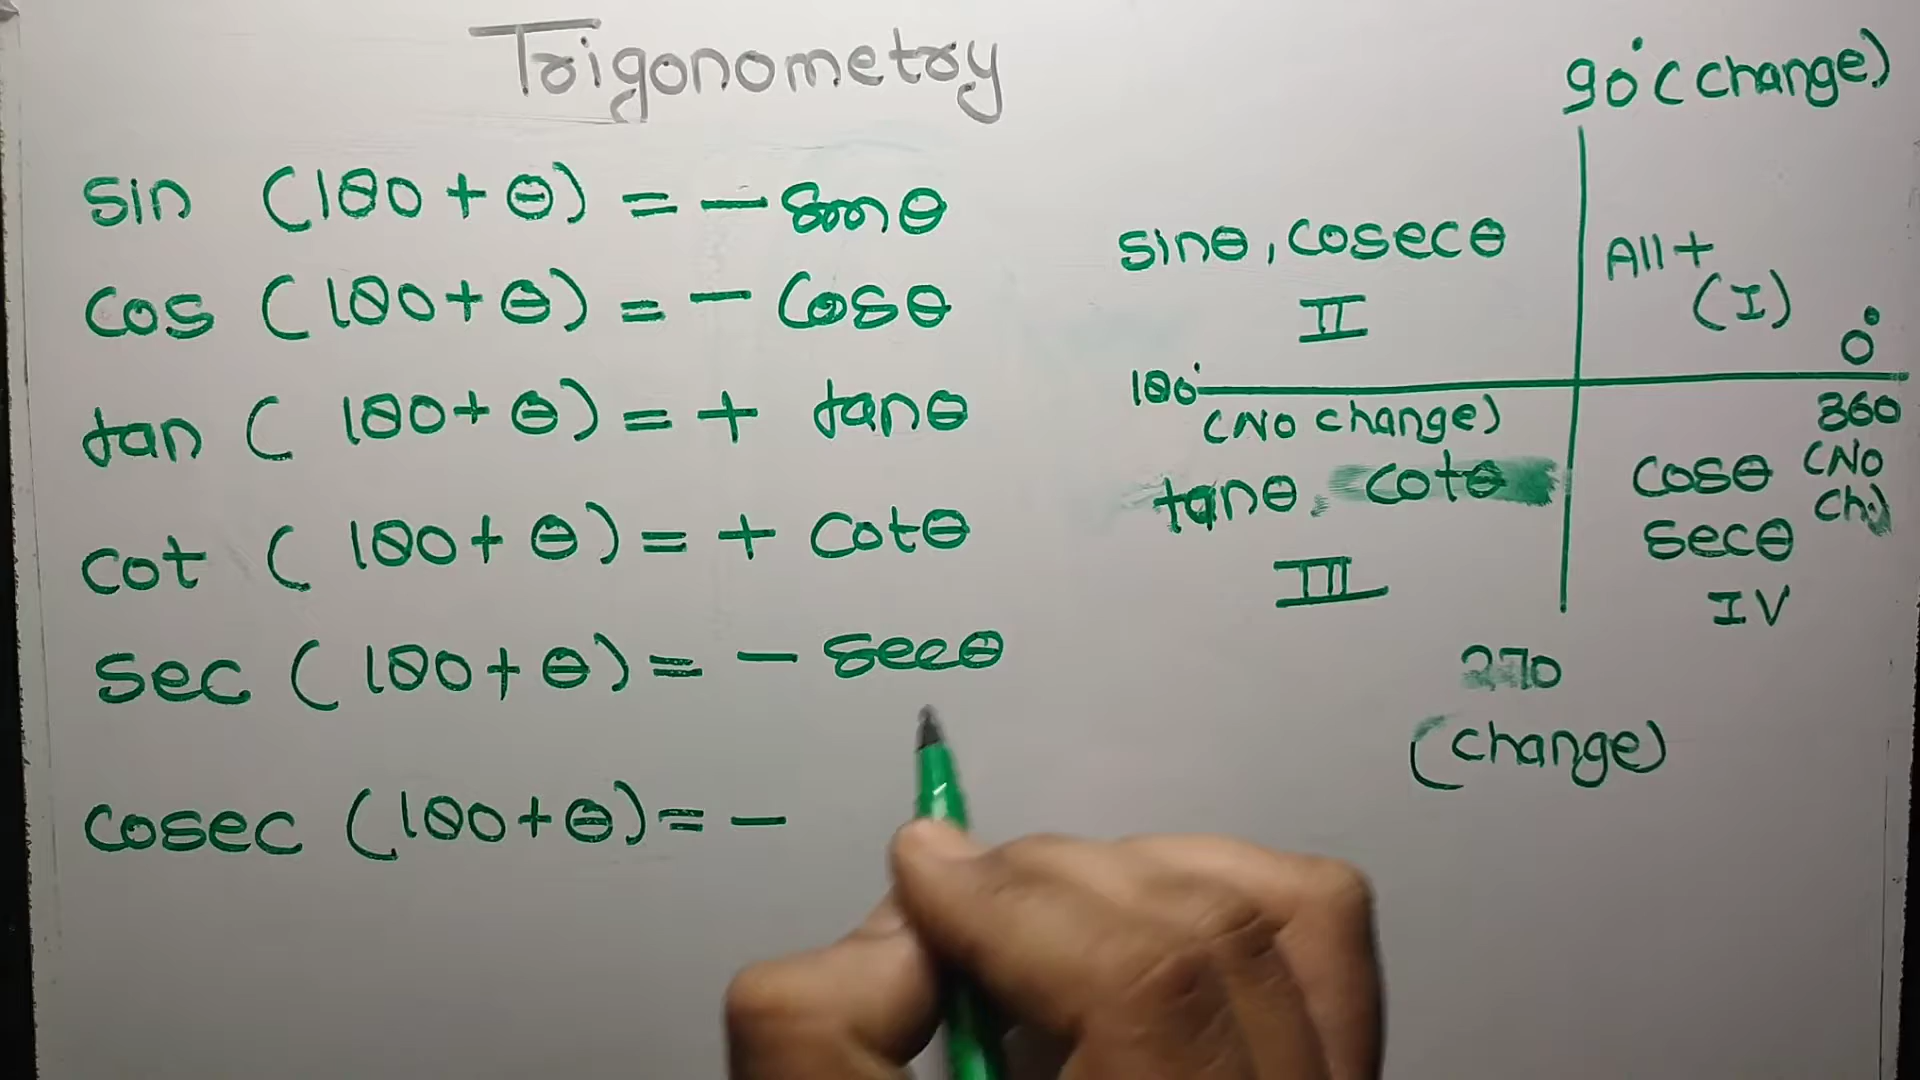 Trigonometry
sin (180 + θ) = - sinθ
cos (180 + θ) = - cosθ
tan (180 + θ) = + tanθ
cot (180 + θ) = + cotθ
sec (180 + θ) = - secθ
cosec (180 + θ) = -
90° (change)
sinθ, cosecθ
II
All +
(I)
0°
180°
(No change)
360
(No
ch.)
tanθ, cotθ
III
cosθ
secθ
IV
270
(change)